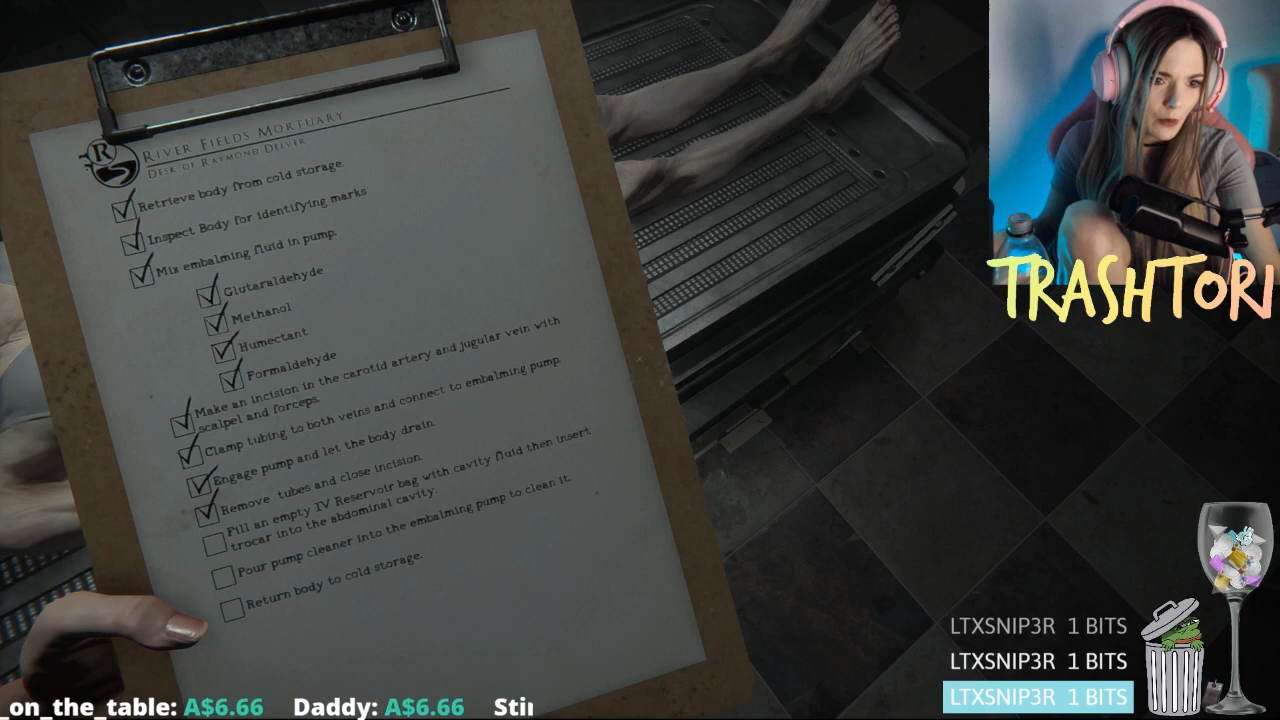 RIVER FIELDS MORTUARY
DESK OF RAYMOND DELVER
Retrieve body from cold storage.
Inspect Body for identifying marks
Mix embalming fluid in pump.
Glutaraldehyde
Methanol
Humectant
Formaldehyde
Make an incision in the carotid artery and jugular vein with
scalpel and forceps.
Clamp tubing to both veins and connect to embalming pump.
Engage pump and let the body drain.
Remove tubes and close incision.
Fill an empty IV Reservoir bag with cavity fluid then insert
trocar into the abdominal cavity.
Pour pump cleaner into the embalming pump to clean it.
Return body to cold storage.
TRASHTORI
LTXSNIP3R 1 BITS
LTXSNIP3R 1 BITS
LTXSNIP3R 1 BITS
_on_the_table: A$6.66 Daddy: A$6.66 Stii